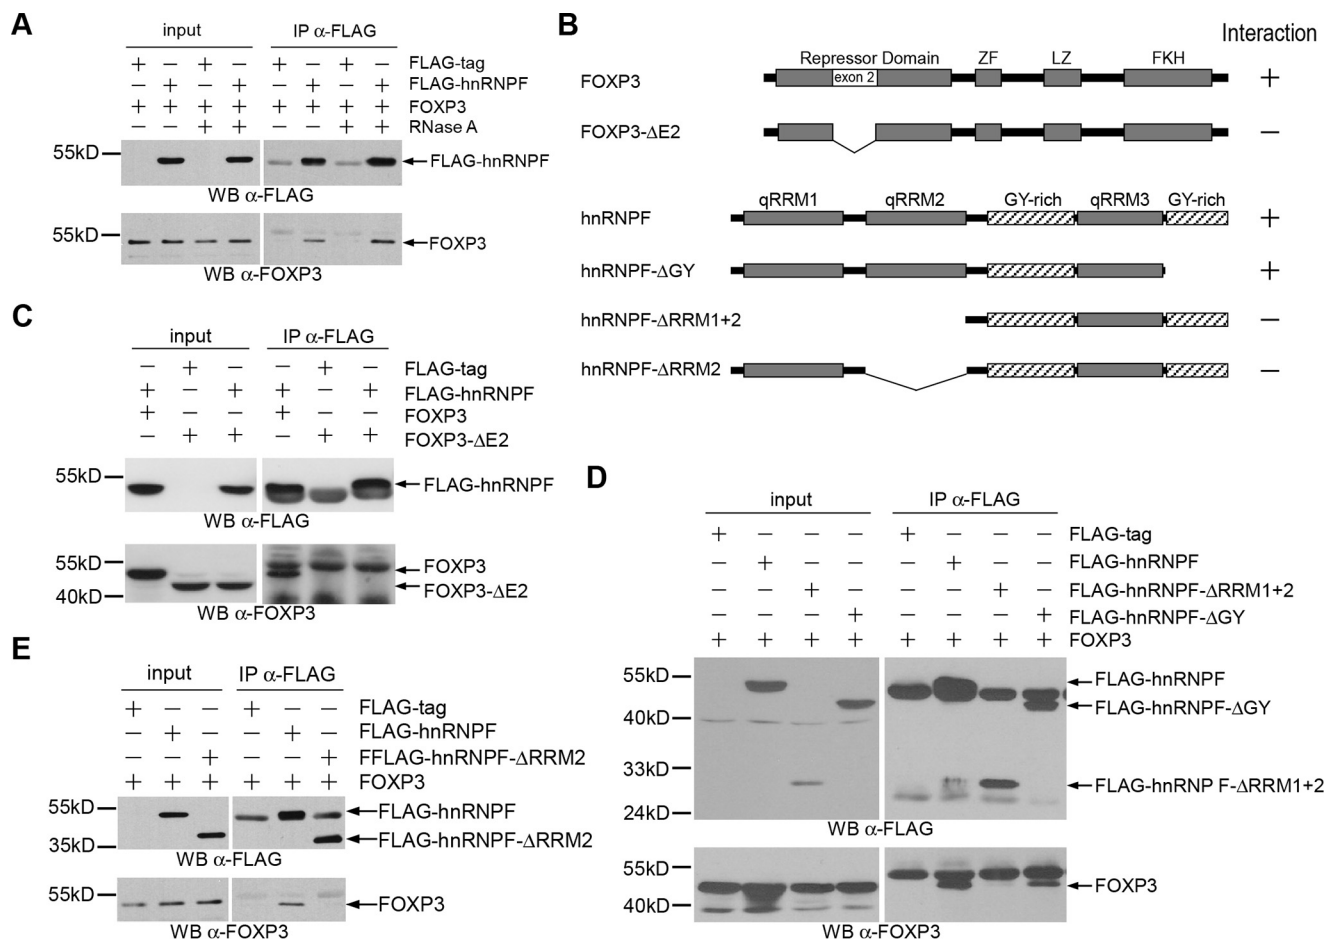 A
input IP α-FLAG
+ − + − + − + − FLAG-tag
− + − + − + − + FLAG-hnRNPF
+ + + + + + + + FOXP3
− − + + − − + + RNase A
55kD FLAG-hnRNPF
WB α-FLAG
55kD FOXP3
WB α-FOXP3
B
Interaction
Repressor Domain ZF LZ FKH
FOXP3 exon 2 +
FOXP3-ΔE2 −
qRRM1 qRRM2 GY-rich qRRM3 GY-rich
hnRNPF +
hnRNPF-ΔGY +
hnRNPF-ΔRRM1+2 −
hnRNPF-ΔRRM2 −
C
input IP α-FLAG
− + − − + − FLAG-tag
+ − + + − + FLAG-hnRNPF
+ − − + − − FOXP3
− + + − + + FOXP3-ΔE2
55kD FLAG-hnRNPF
WB α-FLAG
55kD FOXP3
40kD FOXP3-ΔE2
WB α-FOXP3
D
input IP α-FLAG
+ − − − + − − − FLAG-tag
− + − − − + − − FLAG-hnRNPF
− − + − − − + − FLAG-hnRNPF-ΔRRM1+2
− − − + − − − + FLAG-hnRNPF-ΔGY
+ + + + + + + + FOXP3
55kD FLAG-hnRNPF
40kD FLAG-hnRNPF-ΔGY
33kD FLAG-hnRNP F-ΔRRM1+2
24kD
WB α-FLAG
55kD
40kD FOXP3
WB α-FOXP3
E
input IP α-FLAG
+ − − + − − FLAG-tag
− + − − + − FLAG-hnRNPF
− − + − − + FFLAG-hnRNPF-ΔRRM2
+ + + + + + FOXP3
55kD FLAG-hnRNPF
35kD FLAG-hnRNPF-ΔRRM2
WB α-FLAG
55kD FOXP3
WB α-FOXP3